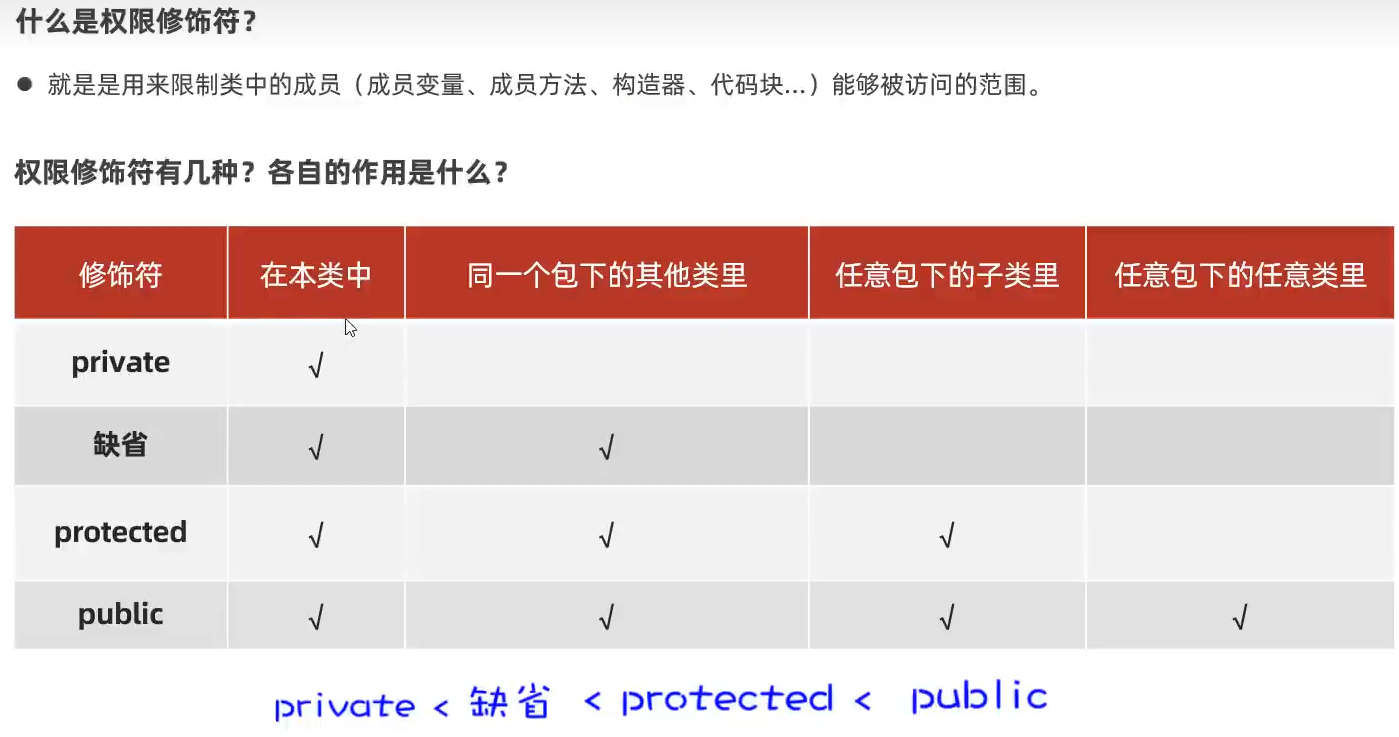 什么是权限修饰符？
● 就是是用来限制类中的成员（成员变量、成员方法、构造器、代码块...）能够被访问的范围。
权限修饰符有几种？各自的作用是什么？
修饰符 在本类中 同一个包下的其他类里 任意包下的子类里 任意包下的任意类里
private √
缺省 √ √
protected √ √ √
public √ √ √ √
private < 缺省 < protected < public